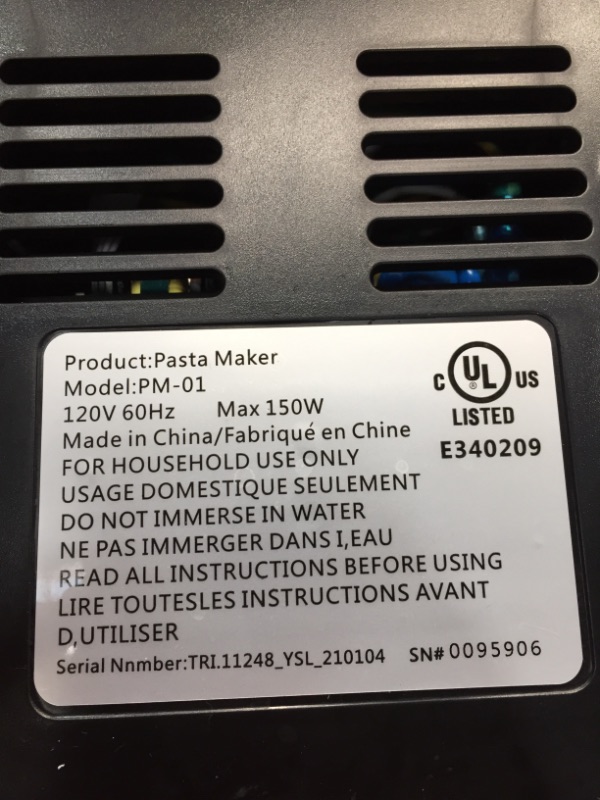 Product:Pasta Maker
Model:PM-01
120V 60Hz Max 150W
Made in China/Fabriqué en Chine
FOR HOUSEHOLD USE ONLY
USAGE DOMESTIQUE SEULEMENT
DO NOT IMMERSE IN WATER
NE PAS IMMERGER DANS I,EAU
READ ALL INSTRUCTIONS BEFORE USING
LIRE TOUTESLES INSTRUCTIONS AVANT
D,UTILISER
Serial Nnmber:TRI.11248_YSL_210104 SN# 0095906
C UL US
LISTED
E340209